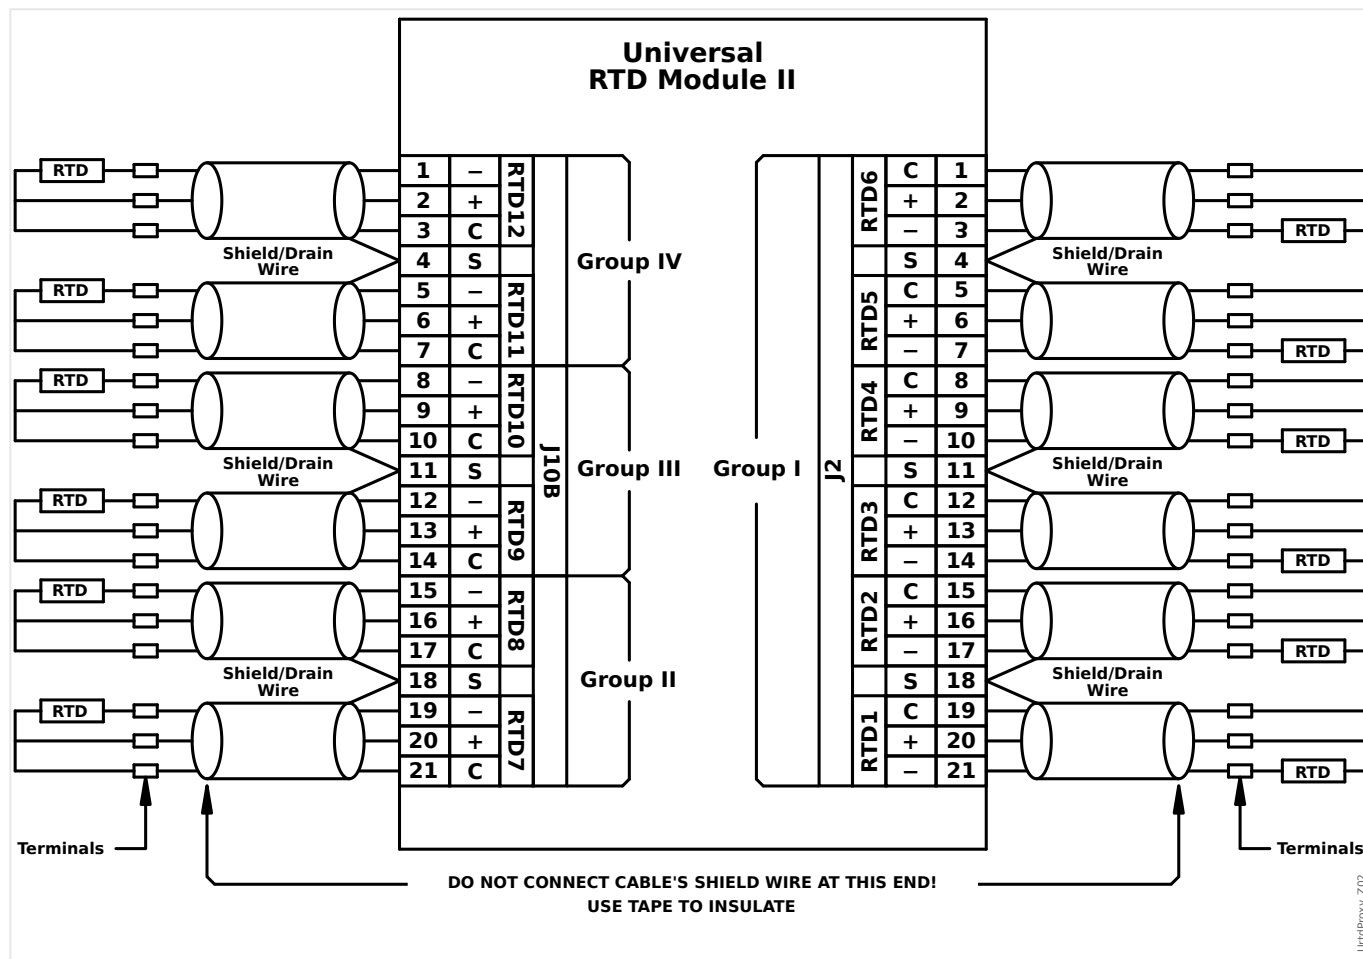 Universal
RTD Module II
RTD 1 − RTD12 RTD6 C 1
2 + + 2
3 C − 3 RTD
Shield/Drain
Wire
4 S Group IV S 4
Shield/Drain
Wire
RTD 5 − RTD11 RTD5 C 5
6 + + 6
7 C − 7 RTD
RTD 8 − RTD10 RTD4 C 8
9 + + 9
10 C − 10 RTD
Shield/Drain
Wire
11 S J10B Group III Group I J2 S 11
Shield/Drain
Wire
RTD 12 − RTD9 RTD3 C 12
13 + + 13
14 C − 14 RTD
RTD 15 − RTD8 RTD2 C 15
16 + + 16
17 C − 17 RTD
Shield/Drain
Wire
18 S Group II S 18
Shield/Drain
Wire
RTD 19 − RTD7 RTD1 C 19
20 + + 20
21 C − 21 RTD
Terminals
Terminals
DO NOT CONNECT CABLE'S SHIELD WIRE AT THIS END!
USE TAPE TO INSULATE